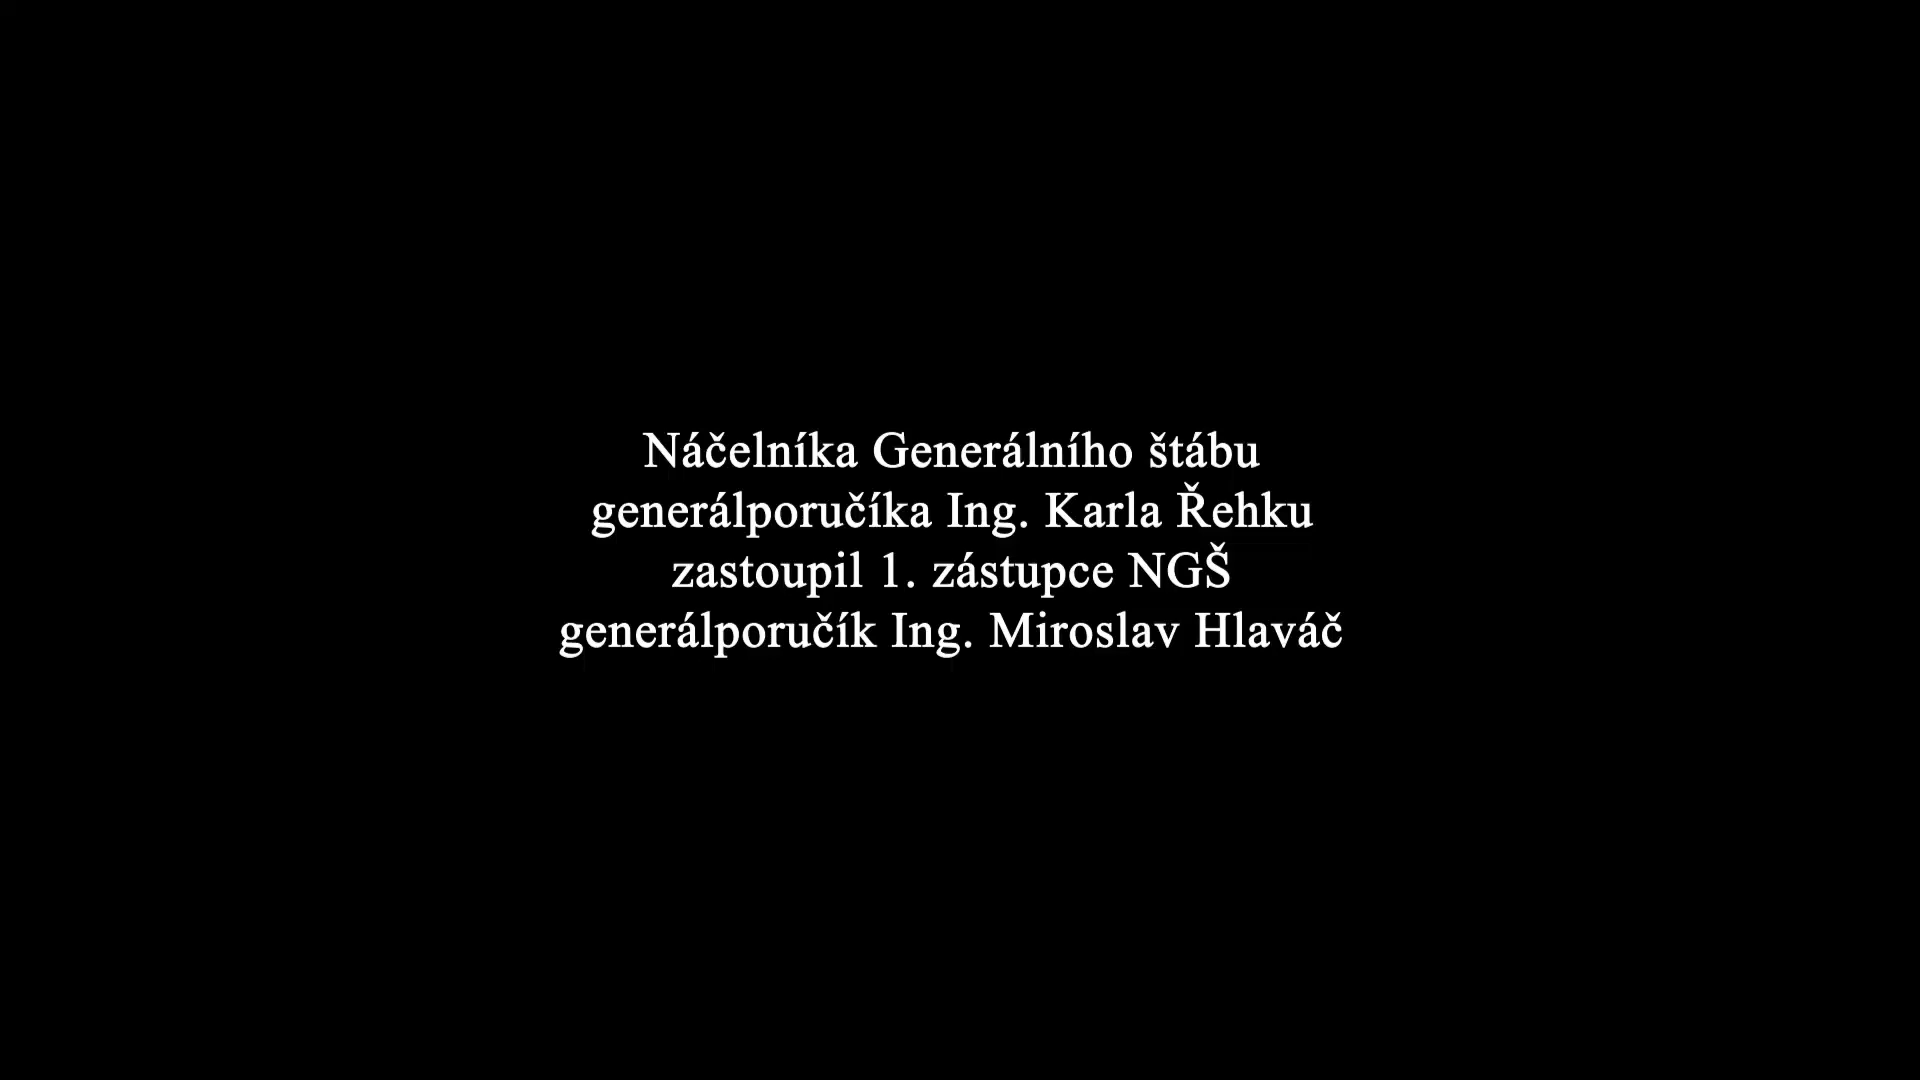 Náčelníka Generálního štábu
generálporučíka Ing. Karla Řehku
zastoupil 1. zástupce NGŠ
generálporučík Ing. Miroslav Hlaváč